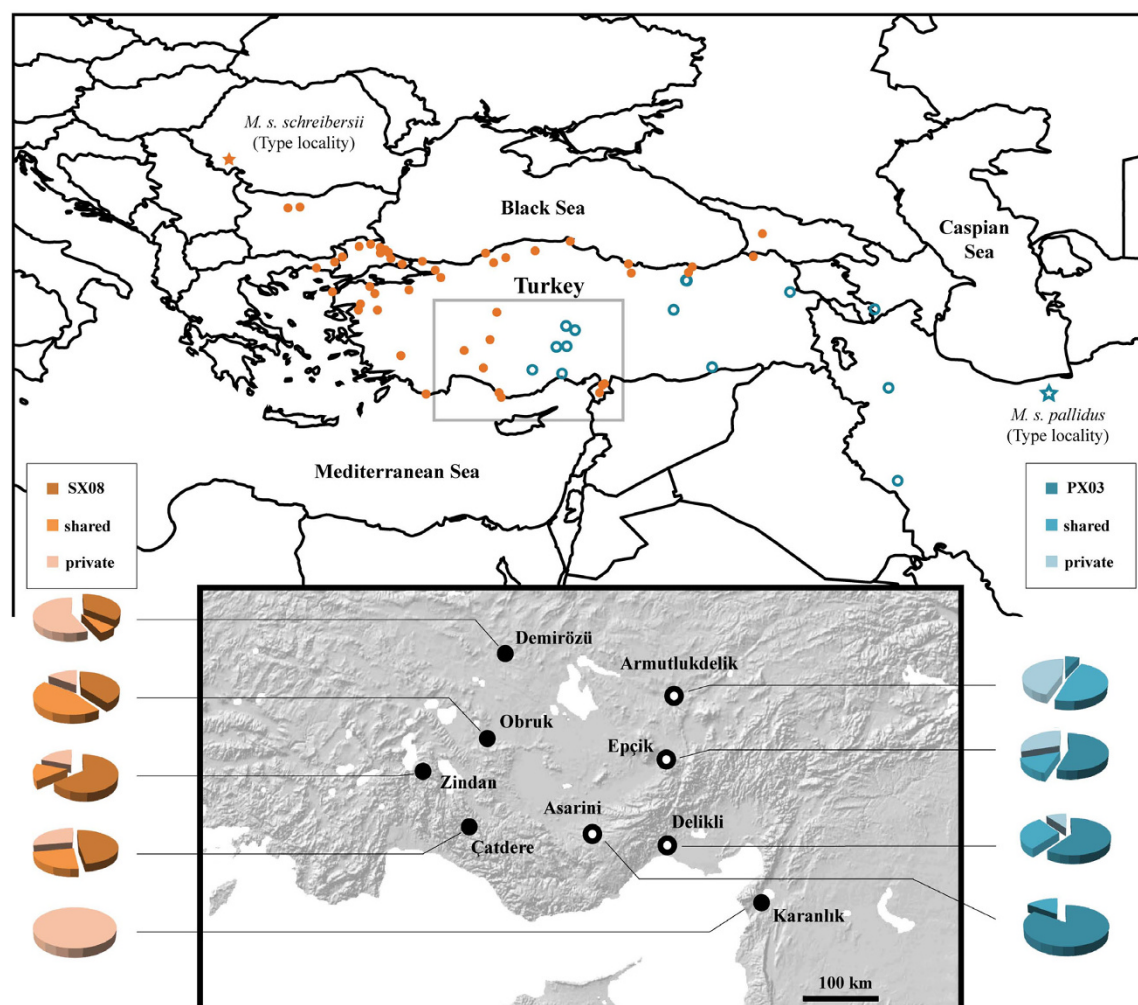 M. s. schreibersii
(Type locality)
Black Sea
Caspian
Sea
Turkey
M. s. pallidus
(Type locality)
Mediterranean Sea
SX08
shared
private
PX03
shared
private
Demirözü
Armutlukdelik
Obruk
Epçik
Zindan
Asarini
Delikli
Çatdere
Karanlık
100 km